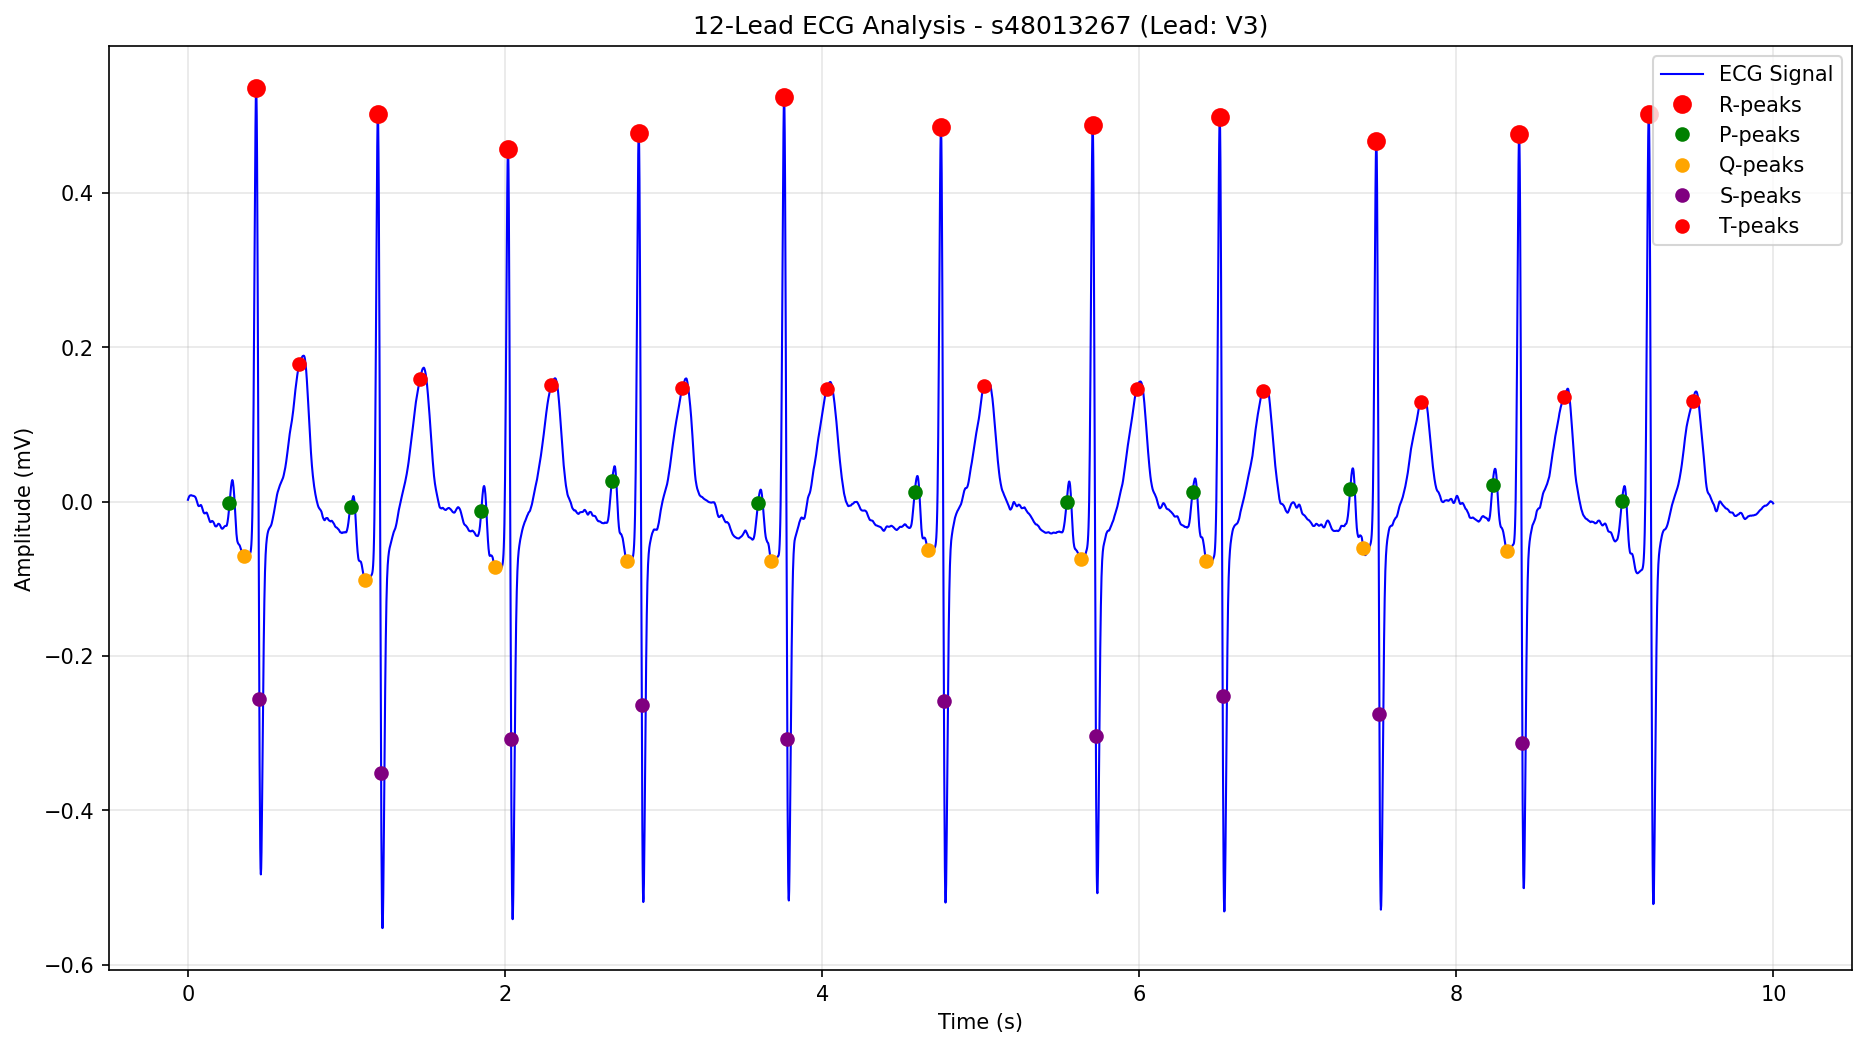 12-Lead ECG Analysis - s48013267 (Lead: V3)
ECG Signal
R-peaks
P-peaks
Q-peaks
S-peaks
T-peaks
Amplitude (mV)
0.4
0.2
0.0
−0.2
−0.4
−0.6
0 2 4 6 8 10
Time (s)